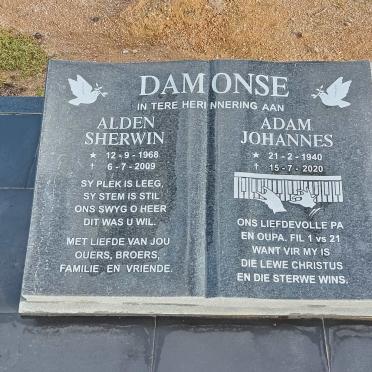 DAMONSE
IN TERE HERINNERING AAN
ALDEN
SHERWIN
★ 12 - 9 - 1968
✝ 6 - 7 - 2009
SY PLEK IS LEEG,
SY STEM IS STIL
ONS SWYG O HEER
DIT WAS U WIL.
MET LIEFDE VAN JOU
OUERS, BROERS,
FAMILIE EN VRIENDE.
ADAM
JOHANNES
★ 21 - 2 - 1940
✝ 15 - 7 - 2020
ONS LIEFDEVOLLE PA
EN OUPA. FIL 1 vs 21
WANT VIR MY IS
DIE LEWE CHRISTUS
EN DIE STERWE WINS.